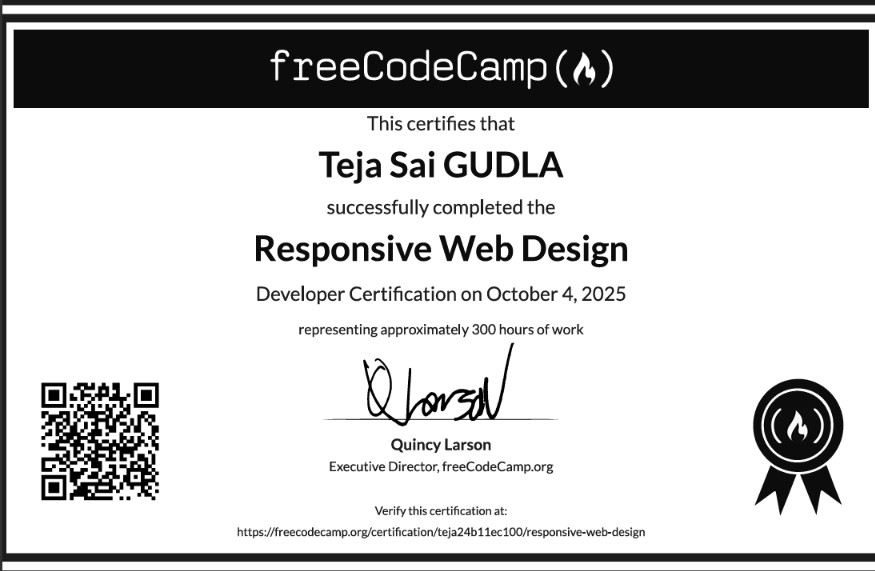 freeCodeCamp(🔥)
This certifies that
Teja Sai GUDLA
successfully completed the
Responsive Web Design
Developer Certification on October 4, 2025
representing approximately 300 hours of work
Q Larson
Quincy Larson
Executive Director, freeCodeCamp.org
Verify this certification at:
https://freecodecamp.org/certification/teja24b11ec100/responsive-web-design